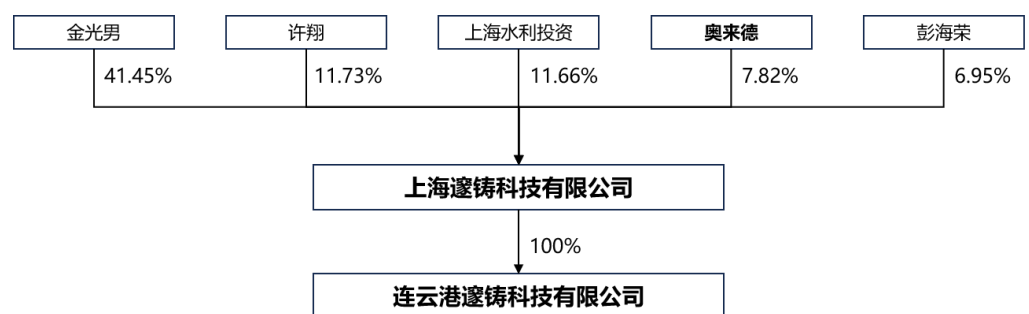 金光男
许翔
上海水利投资
奥来德
彭海荣
41.45%
11.73%
11.66%
7.82%
6.95%
上海邃铸科技有限公司
100%
连云港邃铸科技有限公司